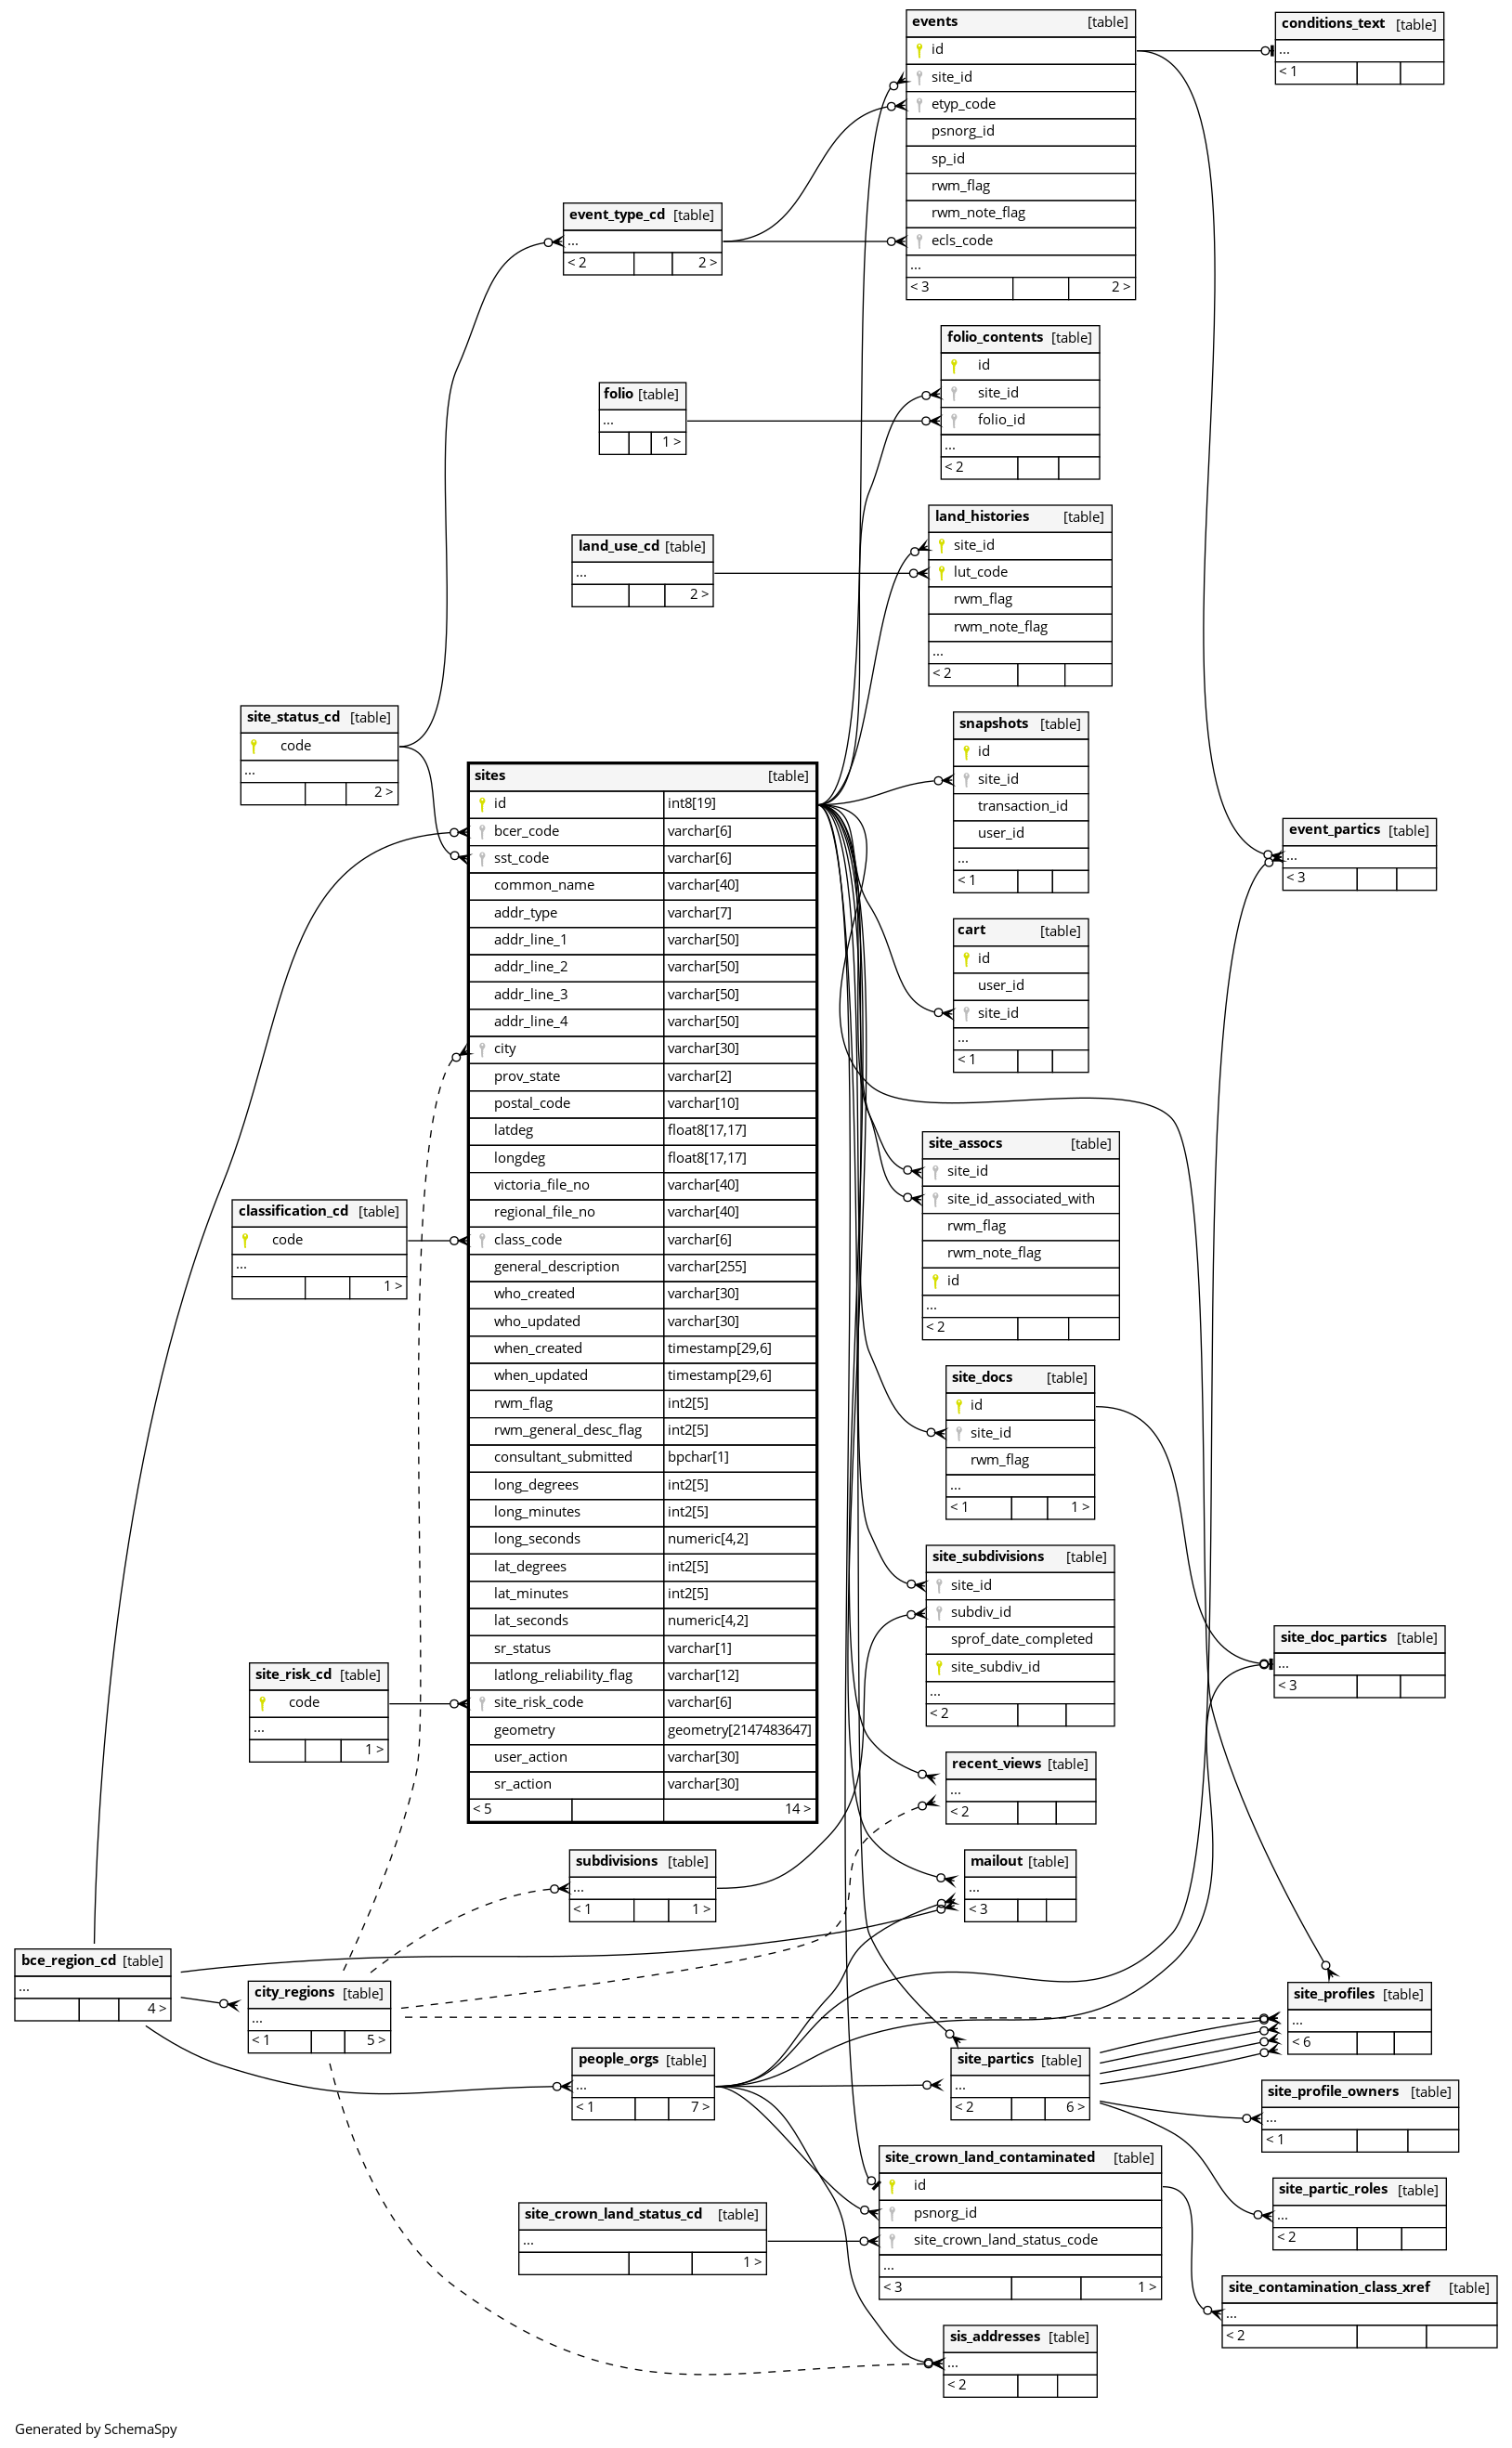 events [table]
id
site_id
etyp_code
psnorg_id
sp_id
rwm_flag
rwm_note_flag
ecls_code
...
< 3 2 >
conditions_text [table]
...
< 1
event_type_cd [table]
...
< 2 2 >
folio_contents [table]
id
site_id
folio_id
...
< 2
folio [table]
...
1 >
land_histories [table]
site_id
lut_code
rwm_flag
rwm_note_flag
...
< 2
land_use_cd [table]
...
2 >
site_status_cd [table]
code
...
2 >
snapshots [table]
id
site_id
transaction_id
user_id
...
< 1
sites [table]
id int8[19]
bcer_code varchar[6]
sst_code varchar[6]
common_name varchar[40]
addr_type varchar[7]
addr_line_1 varchar[50]
addr_line_2 varchar[50]
addr_line_3 varchar[50]
addr_line_4 varchar[50]
city varchar[30]
prov_state varchar[2]
postal_code varchar[10]
latdeg float8[17,17]
longdeg float8[17,17]
victoria_file_no varchar[40]
regional_file_no varchar[40]
class_code varchar[6]
general_description varchar[255]
who_created varchar[30]
who_updated varchar[30]
when_created timestamp[29,6]
when_updated timestamp[29,6]
rwm_flag int2[5]
rwm_general_desc_flag int2[5]
consultant_submitted bpchar[1]
long_degrees int2[5]
long_minutes int2[5]
long_seconds numeric[4,2]
lat_degrees int2[5]
lat_minutes int2[5]
lat_seconds numeric[4,2]
sr_status varchar[1]
latlong_reliability_flag varchar[12]
site_risk_code varchar[6]
geometry geometry[2147483647]
user_action varchar[30]
sr_action varchar[30]
< 5 14 >
event_partics [table]
...
< 3
cart [table]
id
user_id
site_id
...
< 1
site_assocs [table]
site_id
site_id_associated_with
rwm_flag
rwm_note_flag
id
...
< 2
classification_cd [table]
code
...
1 >
site_docs [table]
id
site_id
rwm_flag
...
< 1 1 >
site_subdivisions [table]
site_id
subdiv_id
sprof_date_completed
site_subdiv_id
...
< 2
site_doc_partics [table]
...
< 3
site_risk_cd [table]
code
...
1 >
recent_views [table]
...
< 2
subdivisions [table]
...
< 1 1 >
mailout [table]
...
< 3
bce_region_cd [table]
...
4 >
city_regions [table]
...
< 1 5 >
site_profiles [table]
...
< 6
people_orgs [table]
...
< 1 7 >
site_partics [table]
...
< 2 6 >
site_profile_owners [table]
...
< 1
site_crown_land_contaminated [table]
id
psnorg_id
site_crown_land_status_code
...
< 3 1 >
site_partic_roles [table]
...
< 2
site_crown_land_status_cd [table]
...
1 >
site_contamination_class_xref [table]
...
< 2
sis_addresses [table]
...
< 2
Generated by SchemaSpy